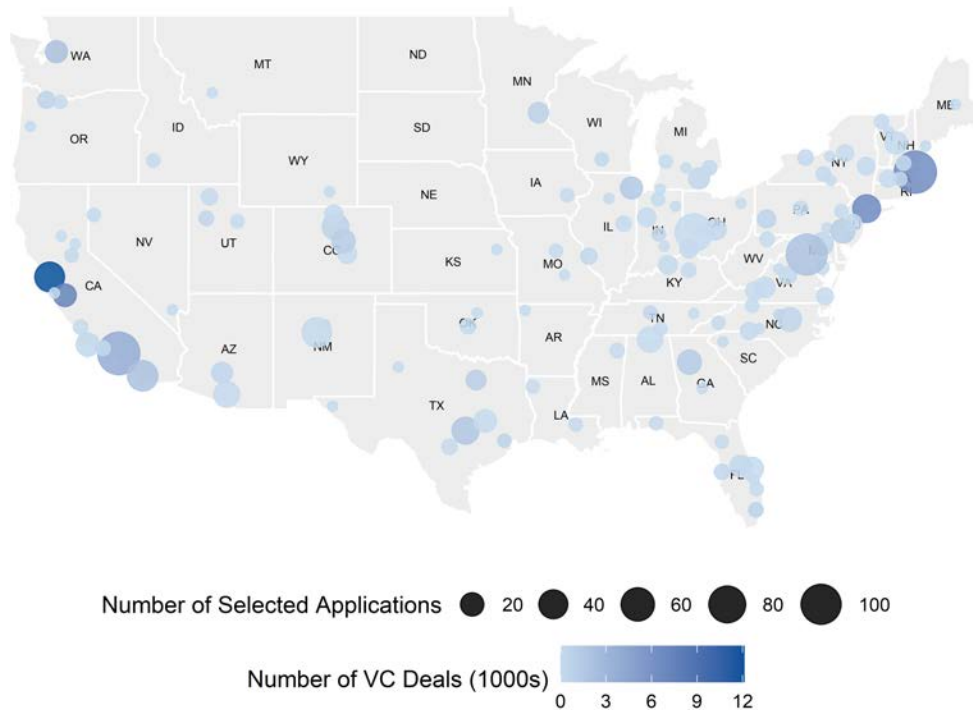 WA
MT
ND
MN
ME
OR
ID
SD
WI
MI
VT
NH
NY
WY
NE
IA
RI
PA
NV
UT
CO
IL
IN
OH
CA
KS
MO
WV
KY
VA
AZ
NM
OK
AR
TN
NC
SC
TX
MS
AL
GA
LA
FL
Number of Selected Applications 20 40 60 80 100
Number of VC Deals (1000s)
0 3 6 9 12